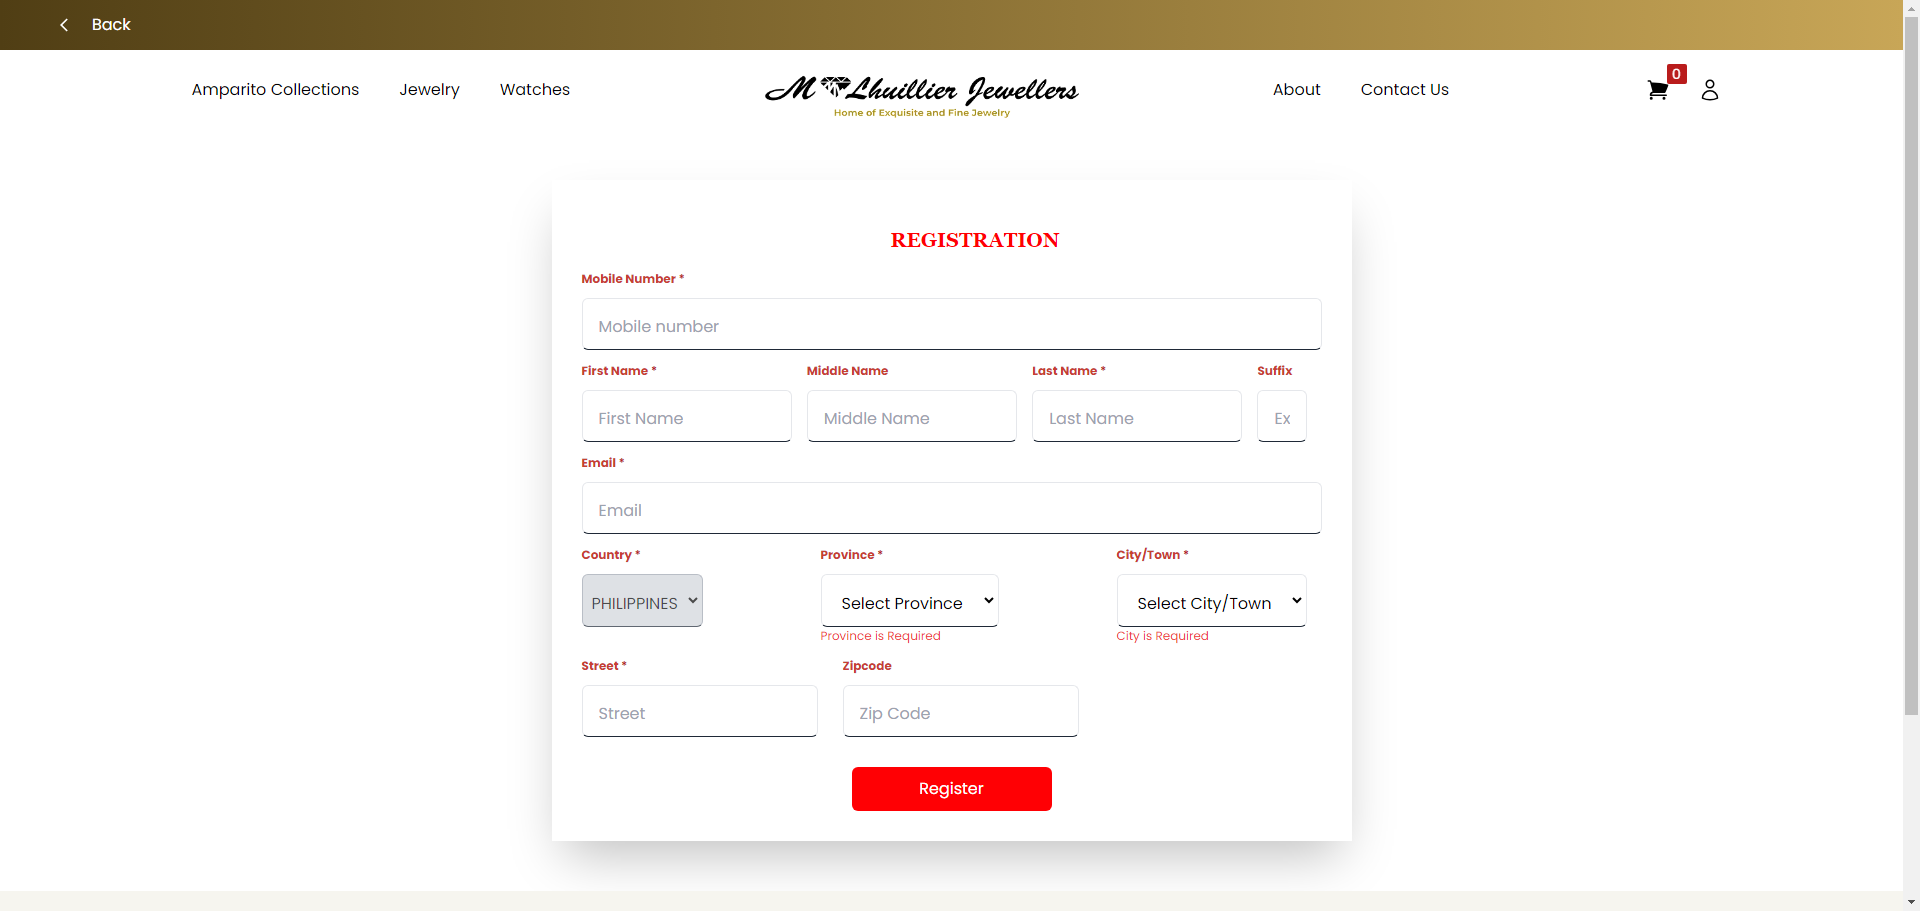 Back
Amparito Collections
Jewelry
Watches
M Lhuillier Jewellers
Home of Exquisite and Fine Jewelry
About
Contact Us
0
REGISTRATION
Mobile Number *
Mobile number
First Name *
Middle Name
Last Name *
Suffix
First Name
Middle Name
Last Name
Ex
Email *
Email
Country *
Province *
City/Town *
PHILIPPINES
Select Province
Select City/Town
Province is Required
City is Required
Street *
Zipcode
Street
Zip Code
Register